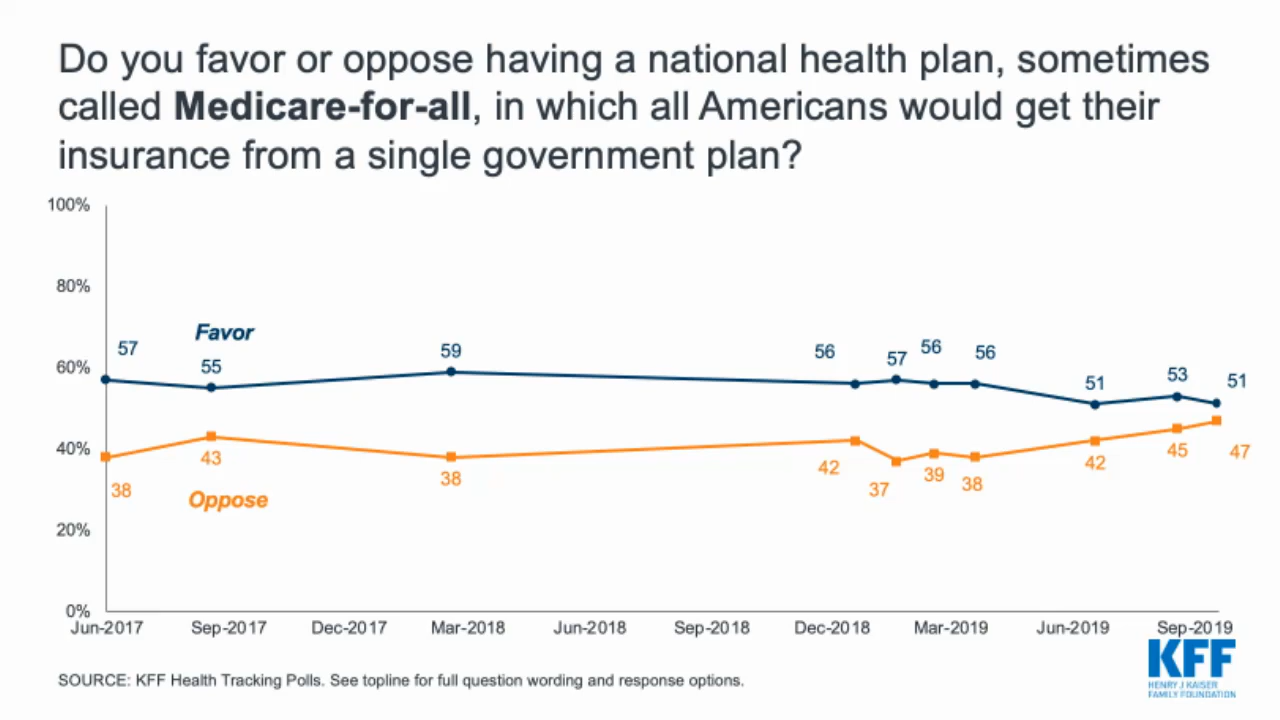 Do you favor or oppose having a national health plan, sometimes
called Medicare-for-all, in which all Americans would get their
insurance from a single government plan?
100%
80%
60%
40%
20%
0%
Favor
57
55
59
56
57
56
56
51
53
51
38
43
38
42
37
39
38
42
45
47
Oppose
Jun-2017 Sep-2017 Dec-2017 Mar-2018 Jun-2018 Sep-2018 Dec-2018 Mar-2019 Jun-2019 Sep-2019
SOURCE: KFF Health Tracking Polls. See topline for full question wording and response options.
KFF
HENRY J KAISER
FAMILY FOUNDATION